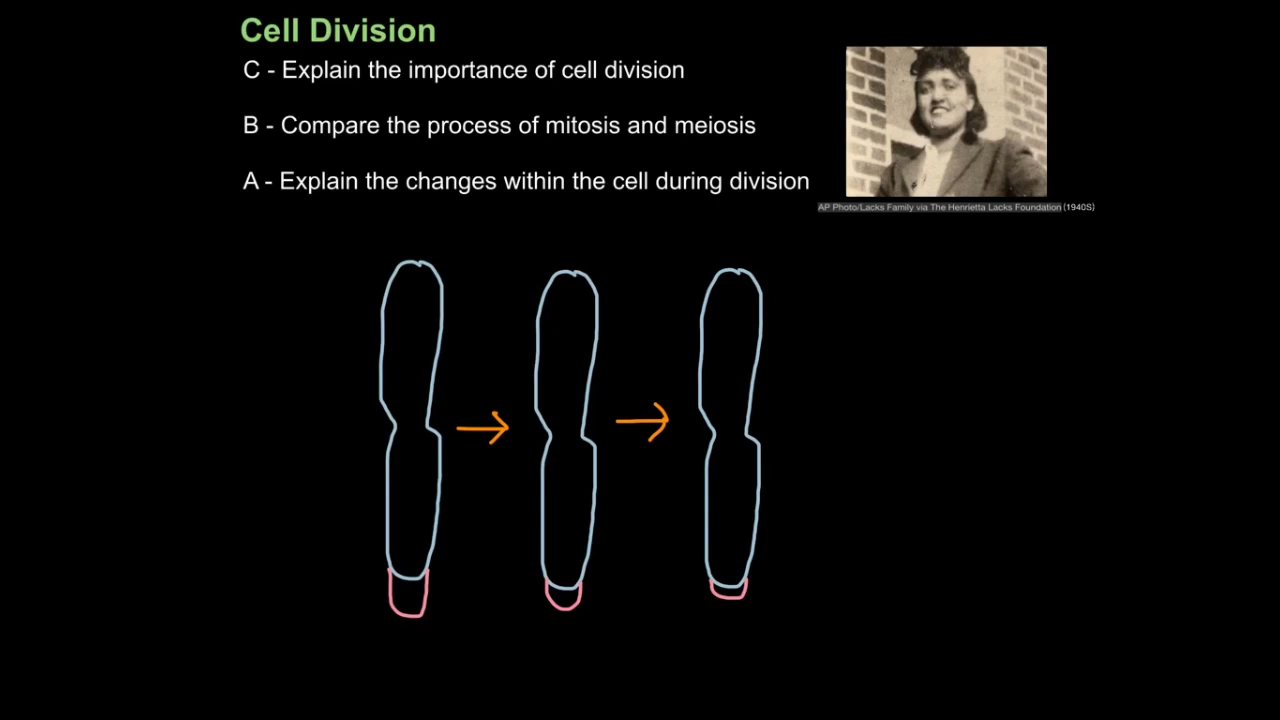 Cell Division
C - Explain the importance of cell division
B - Compare the process of mitosis and meiosis
A - Explain the changes within the cell during division
AP Photo/Lacks Family via The Henrietta Lacks Foundation (1940S)